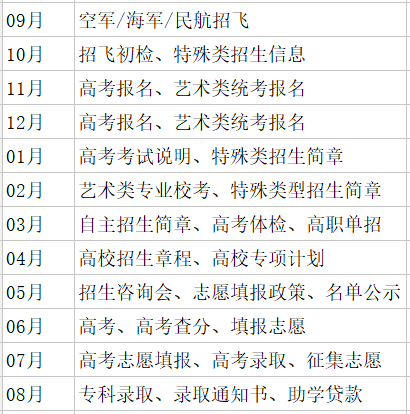 09月 空军/海军/民航招飞
10月 招飞初检、特殊类招生信息
11月 高考报名、艺术类统考报名
12月 高考报名、艺术类统考报名
01月 高考考试说明、特殊类招生简章
02月 艺术类专业校考、特殊类型招生简章
03月 自主招生简章、高考体检、高职单招
04月 高校招生章程、高校专项计划
05月 招生咨询会、志愿填报政策、名单公示
06月 高考、高考查分、填报志愿
07月 高考志愿填报、高考录取、征集志愿
08月 专科录取、录取通知书、助学贷款